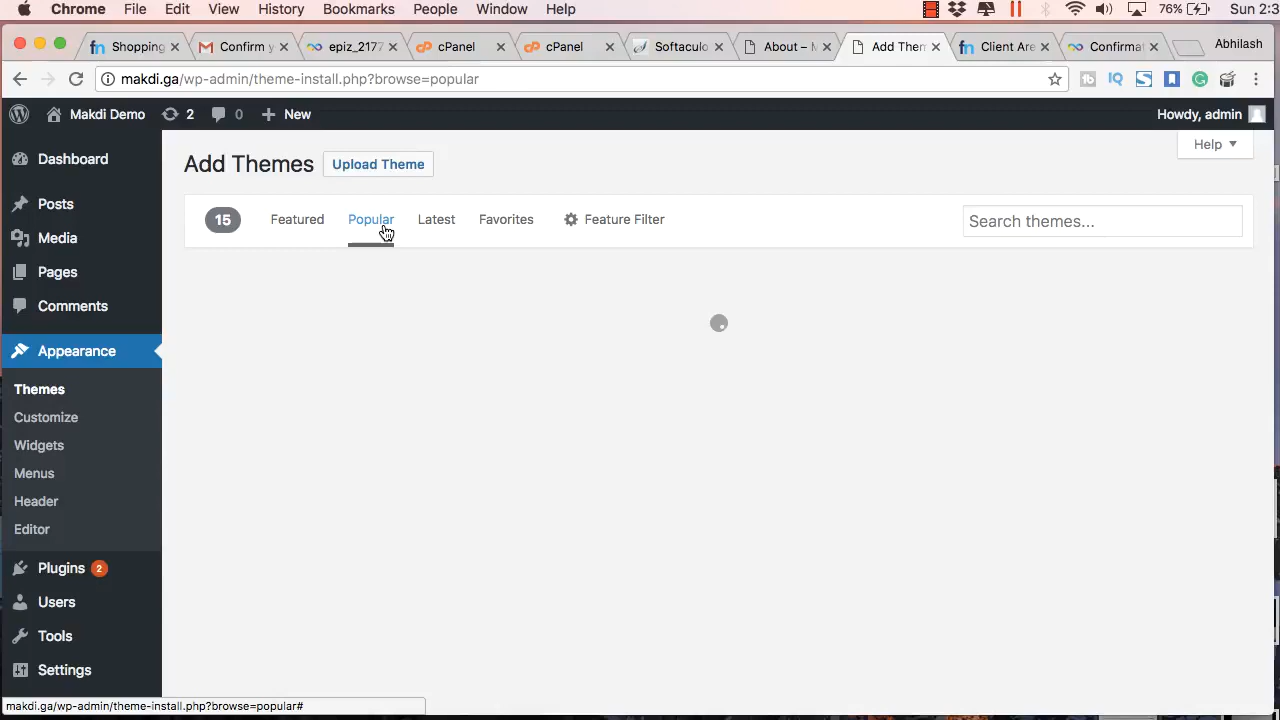 Chrome File Edit View History Bookmarks People Window Help 76% Sun 2:3
Shopping Confirm y epiz_2177 cPanel cPanel Softaculo About – M Add Them Client Are Confirmat Abhilash
makdi.ga/wp-admin/theme-install.php?browse=popular
Makdi Demo 2 0 New Howdy, admin
Help
Add Themes Upload Theme
15 Featured Popular Latest Favorites Feature Filter Search themes...
Dashboard
Posts
Media
Pages
Comments
Appearance
Themes
Customize
Widgets
Menus
Header
Editor
Plugins 2
Users
Tools
Settings
makdi.ga/wp-admin/theme-install.php?browse=popular#